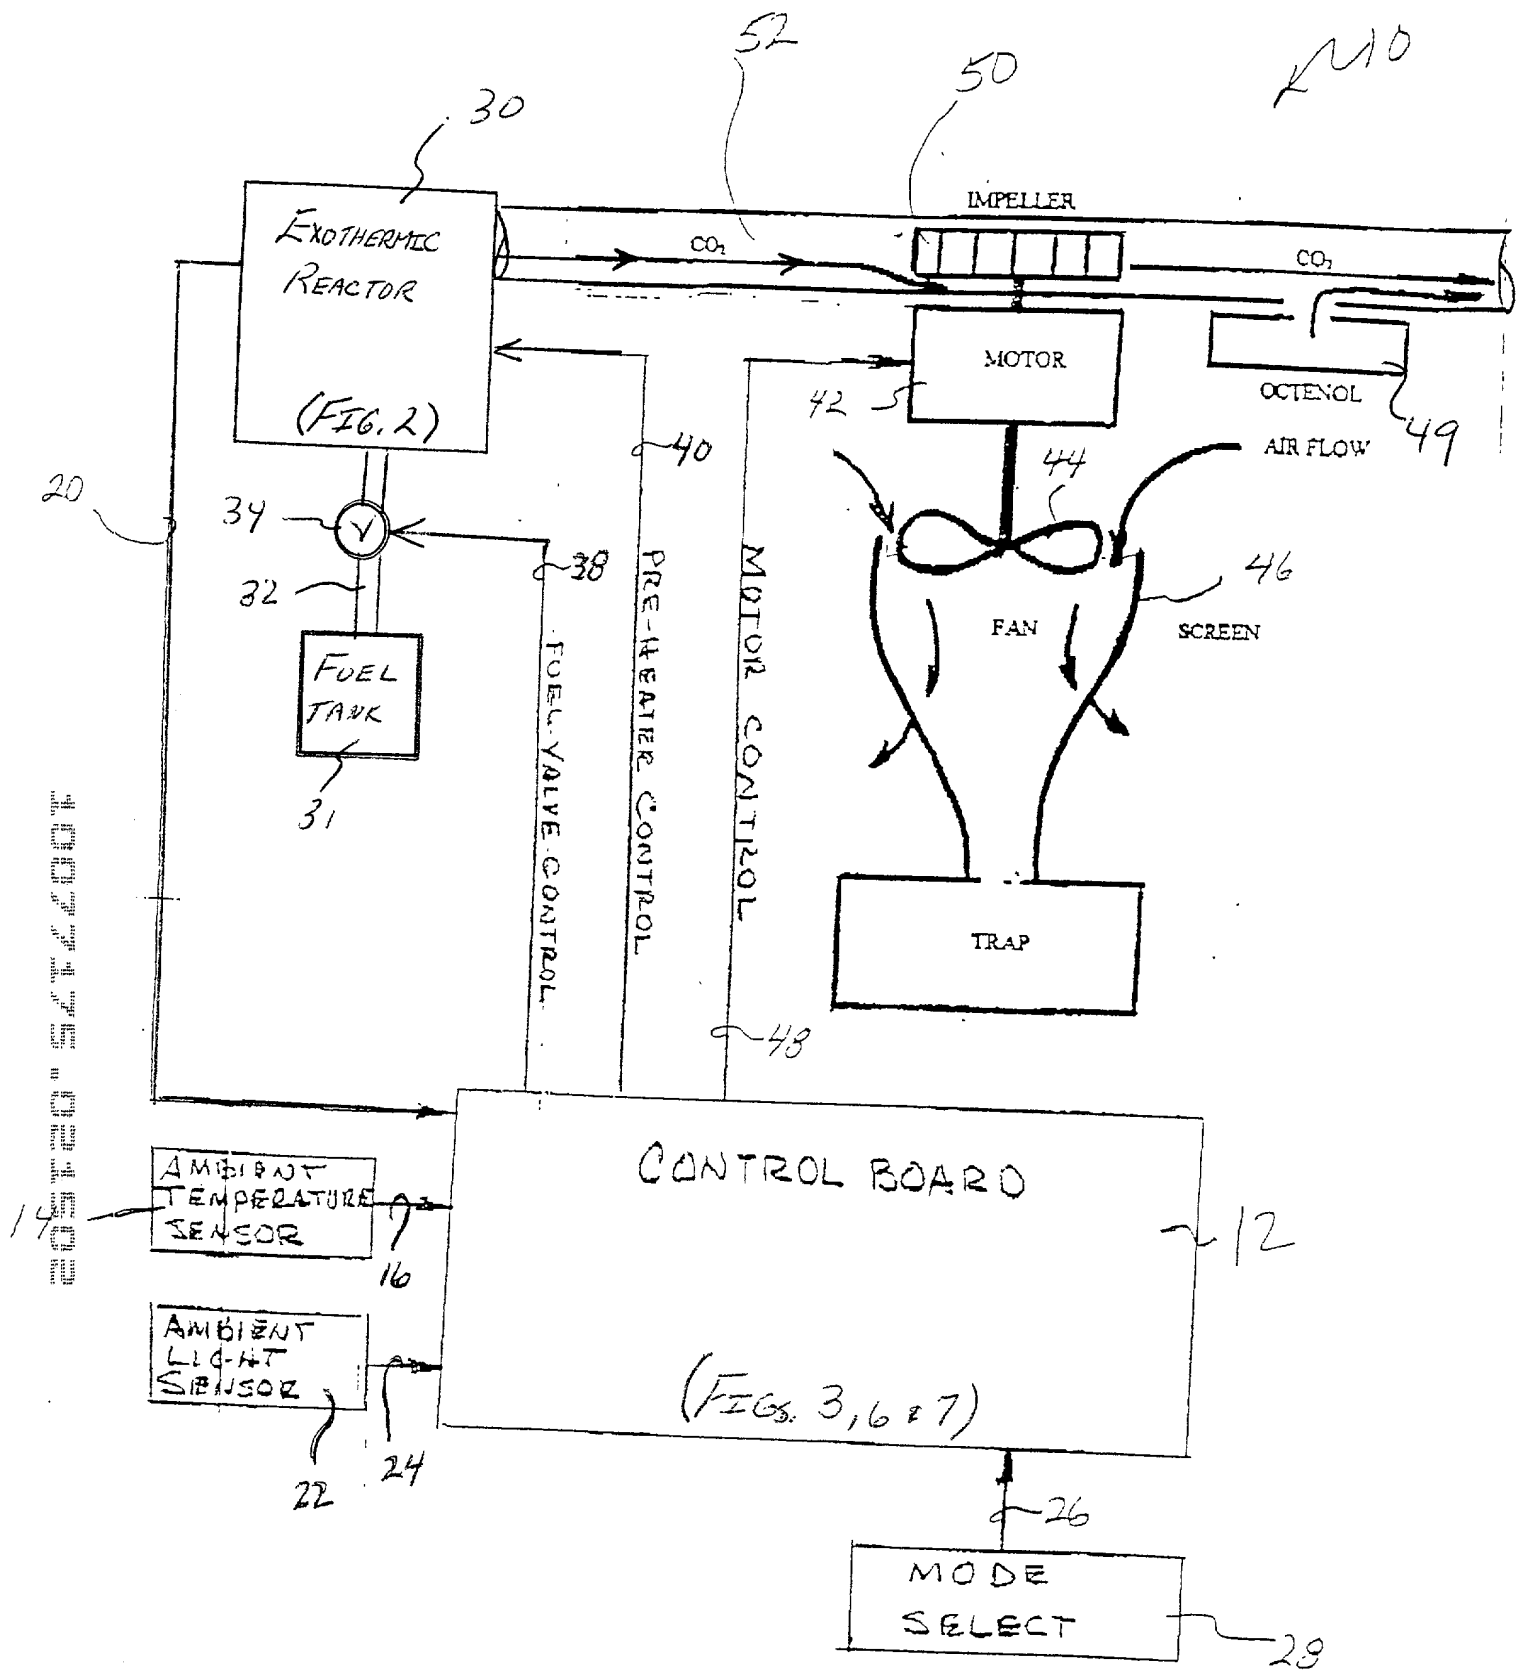 52
50
10
30
IMPELLER
EXOTHERMIC
REACTOR
CO₂
CO₂
MOTOR
42
OCTENOL
49
(FIG. 2)
40
AIR FLOW
44
20
34
V
38
32
46
FAN
SCREEN
FUEL
TANK
31
FUEL VALVE CONTROL
PRE-HEATER CONTROL
MOTOR CONTROL
TRAP
48
10077175.021502
CONTROL BOARD
AMBIENT
TEMPERATURE
SENSOR
14
16
12
AMBIENT
LIGHT
SENSOR
22
24
(FIGS. 3, 6 & 7)
26
MODE
SELECT
28